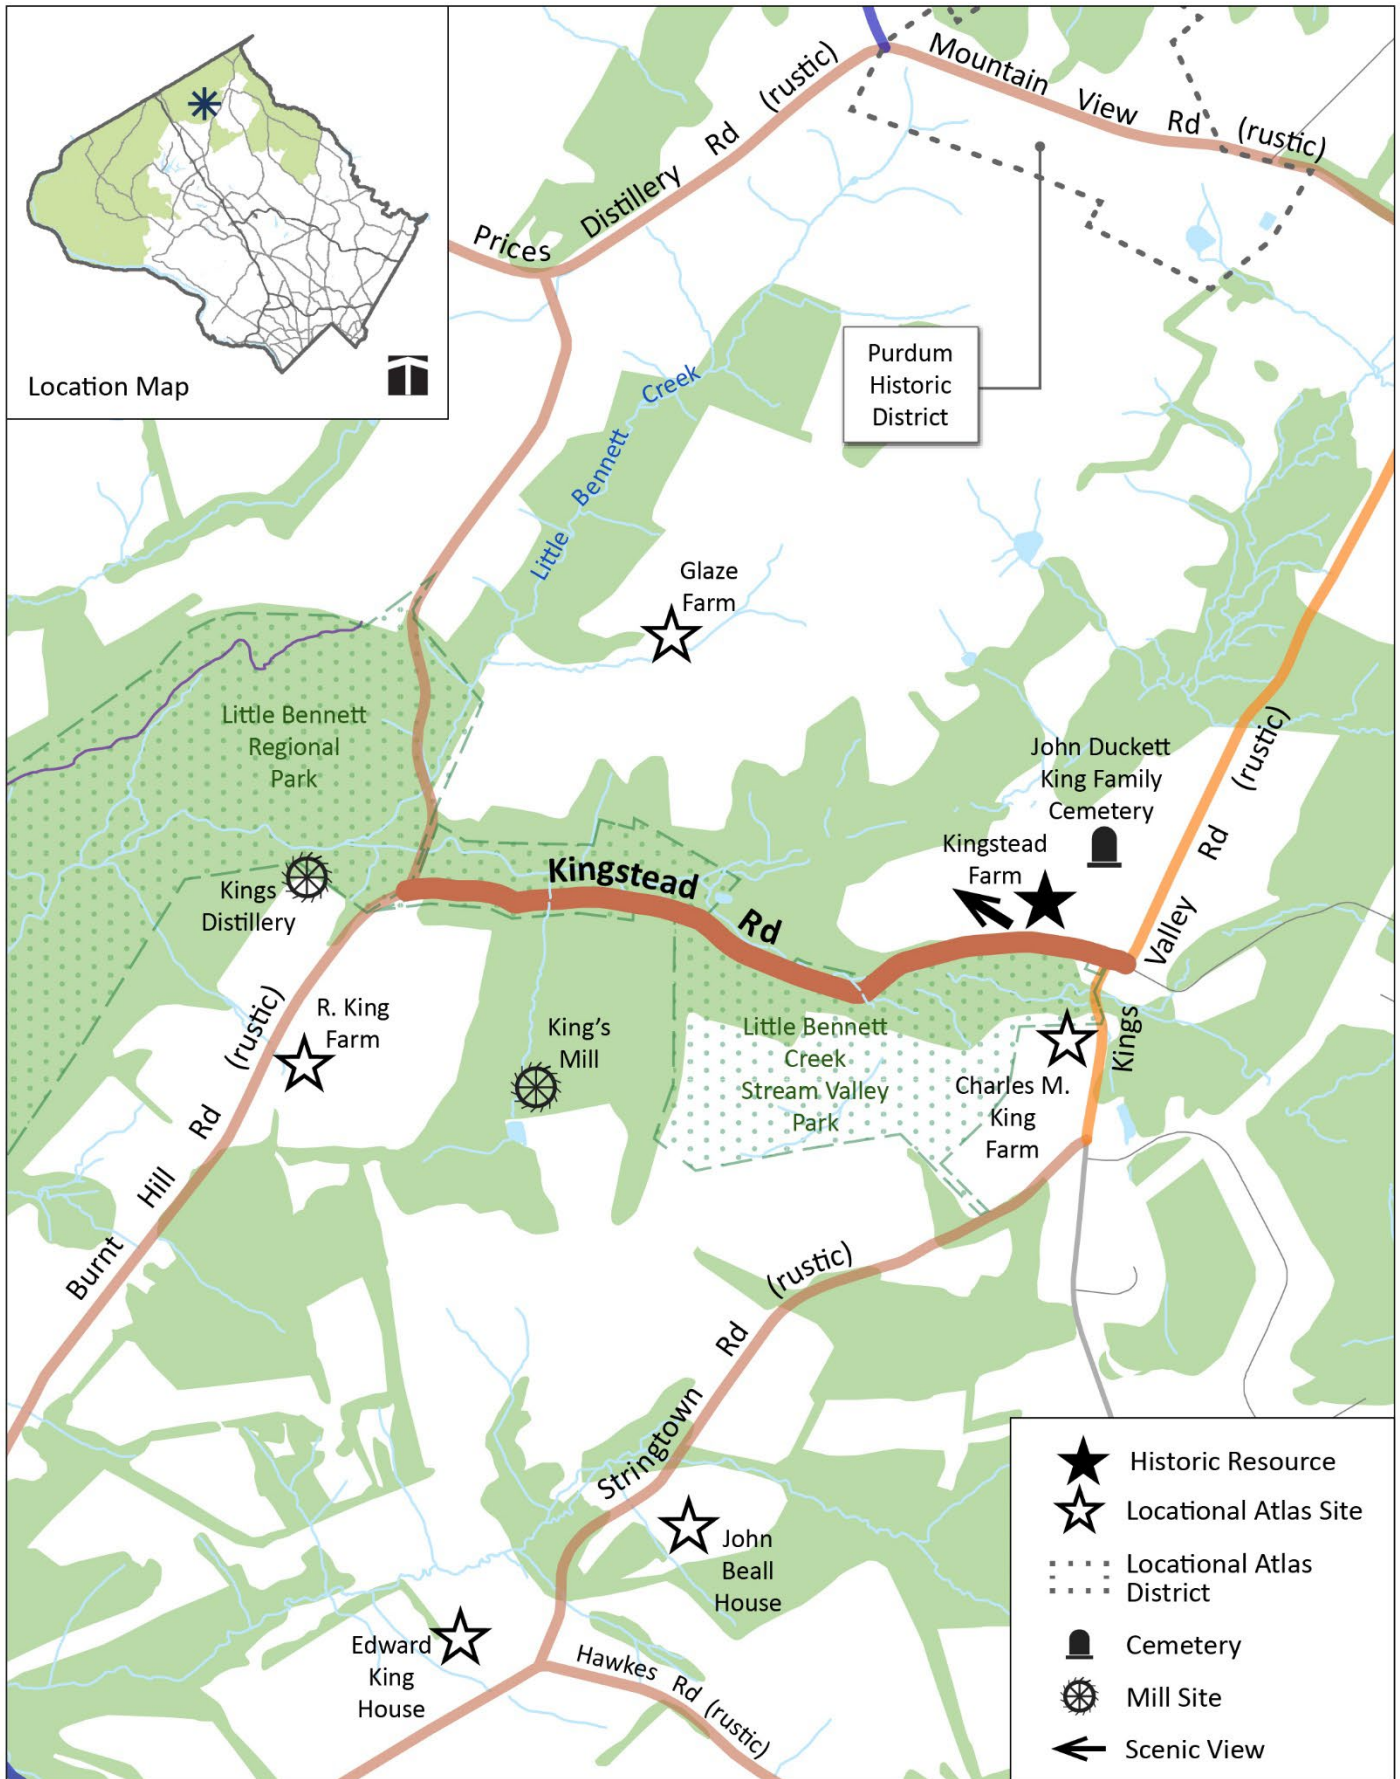 Location Map
Prices Distillery Rd (rustic)
Mountain View Rd (rustic)
Purdum
Historic
District
Little Bennett Creek
Glaze
Farm
Little Bennett
Regional
Park
John Duckett
King Family
Cemetery
Kingstead
Farm
Kings
Distillery
Kingstead Rd
Kings Valley Rd (rustic)
R. King
Farm
King's
Mill
Little Bennett
Creek
Stream Valley
Park
Charles M.
King
Farm
Burnt Hill Rd (rustic)
Stringtown Rd (rustic)
John
Beall
House
Edward
King
House
Hawkes Rd (rustic)
Historic Resource
Locational Atlas Site
Locational Atlas
District
Cemetery
Mill Site
Scenic View